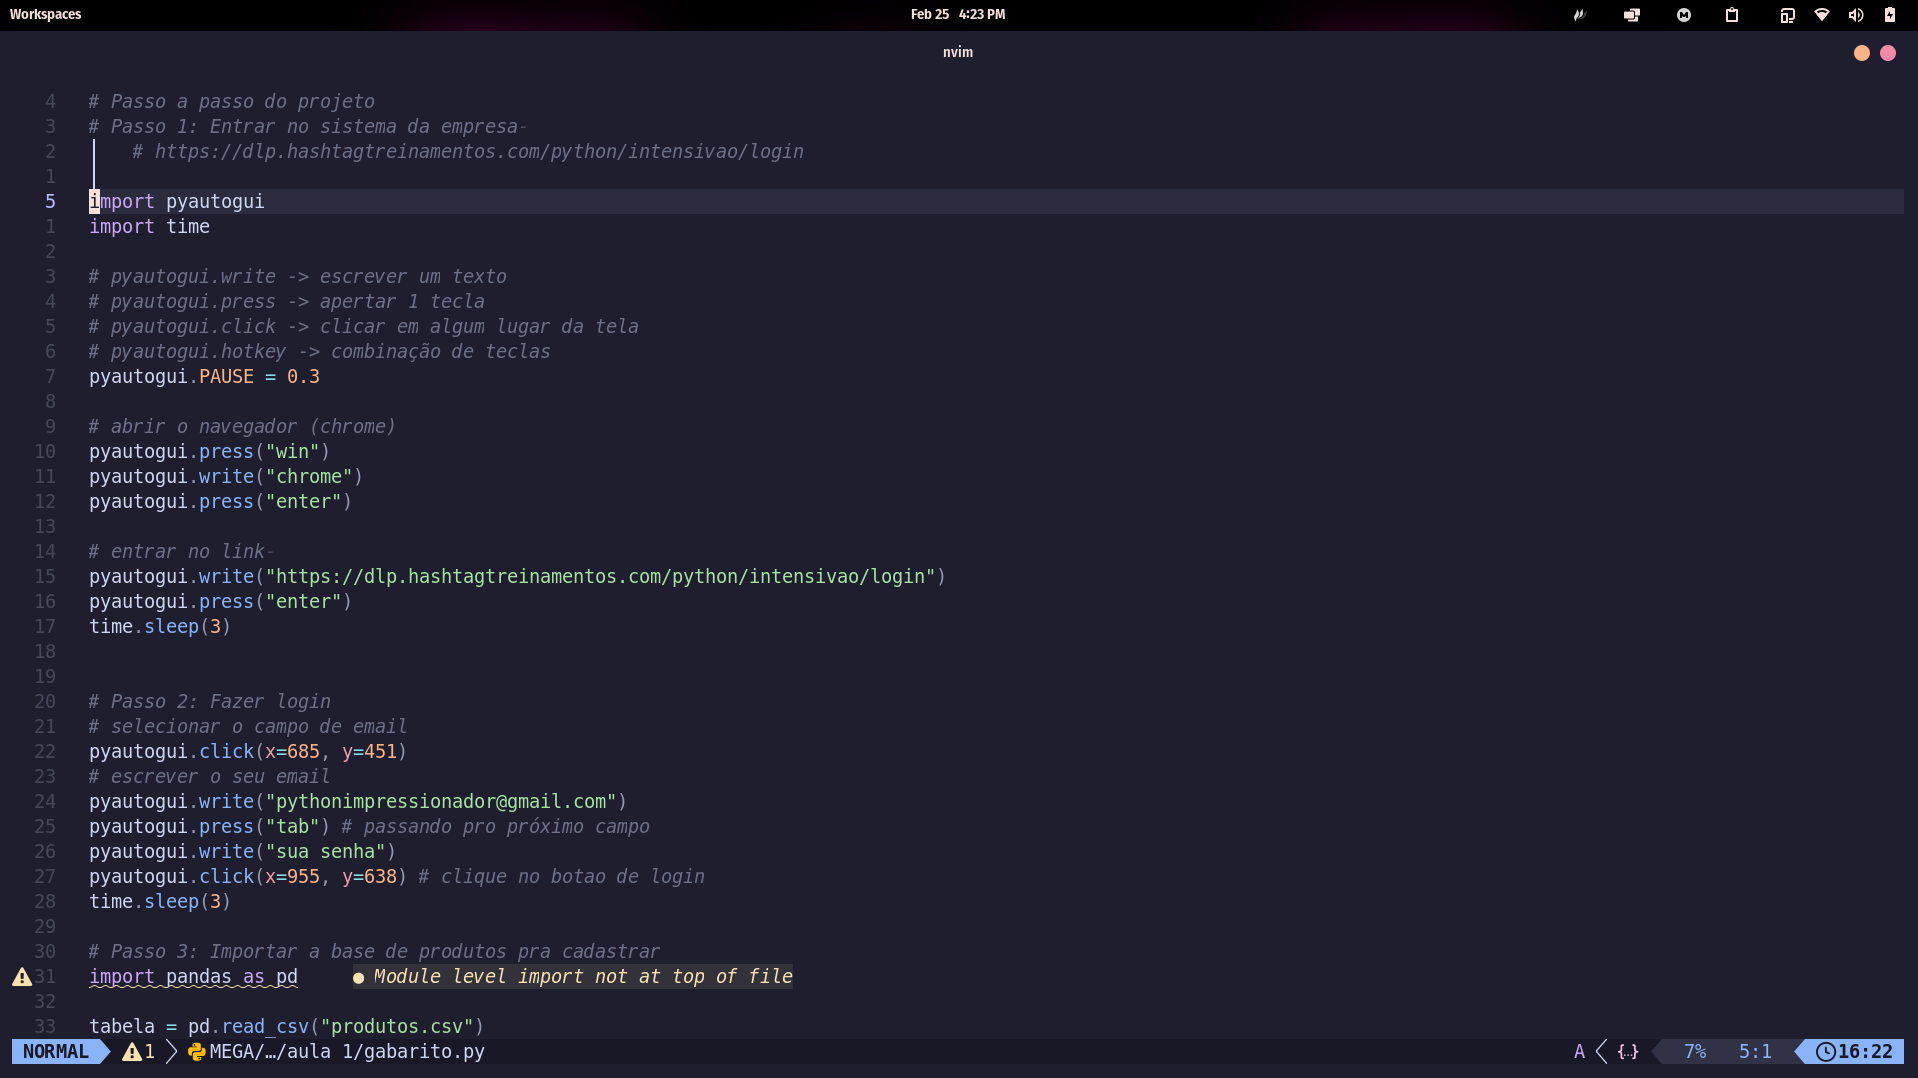 Workspaces
Feb 25 4:23 PM
nvim
4 # Passo a passo do projeto
3 # Passo 1: Entrar no sistema da empresa-
2 # https://dlp.hashtagtreinamentos.com/python/intensivao/login
1
5 import pyautogui
1 import time
2
3 # pyautogui.write -> escrever um texto
4 # pyautogui.press -> apertar 1 tecla
5 # pyautogui.click -> clicar em algum lugar da tela
6 # pyautogui.hotkey -> combinação de teclas
7 pyautogui.PAUSE = 0.3
8
9 # abrir o navegador (chrome)
10 pyautogui.press("win")
11 pyautogui.write("chrome")
12 pyautogui.press("enter")
13
14 # entrar no link-
15 pyautogui.write("https://dlp.hashtagtreinamentos.com/python/intensivao/login")
16 pyautogui.press("enter")
17 time.sleep(3)
18
19
20 # Passo 2: Fazer login
21 # selecionar o campo de email
22 pyautogui.click(x=685, y=451)
23 # escrever o seu email
24 pyautogui.write("pythonimpressionador@gmail.com")
25 pyautogui.press("tab") # passando pro próximo campo
26 pyautogui.write("sua senha")
27 pyautogui.click(x=955, y=638) # clique no botao de login
28 time.sleep(3)
29
30 # Passo 3: Importar a base de produtos pra cadastrar
31 import pandas as pd ● Module level import not at top of file
32
33 tabela = pd.read_csv("produtos.csv")
NORMAL 1 MEGA/…/aula 1/gabarito.py A {…} 7% 5:1 16:22